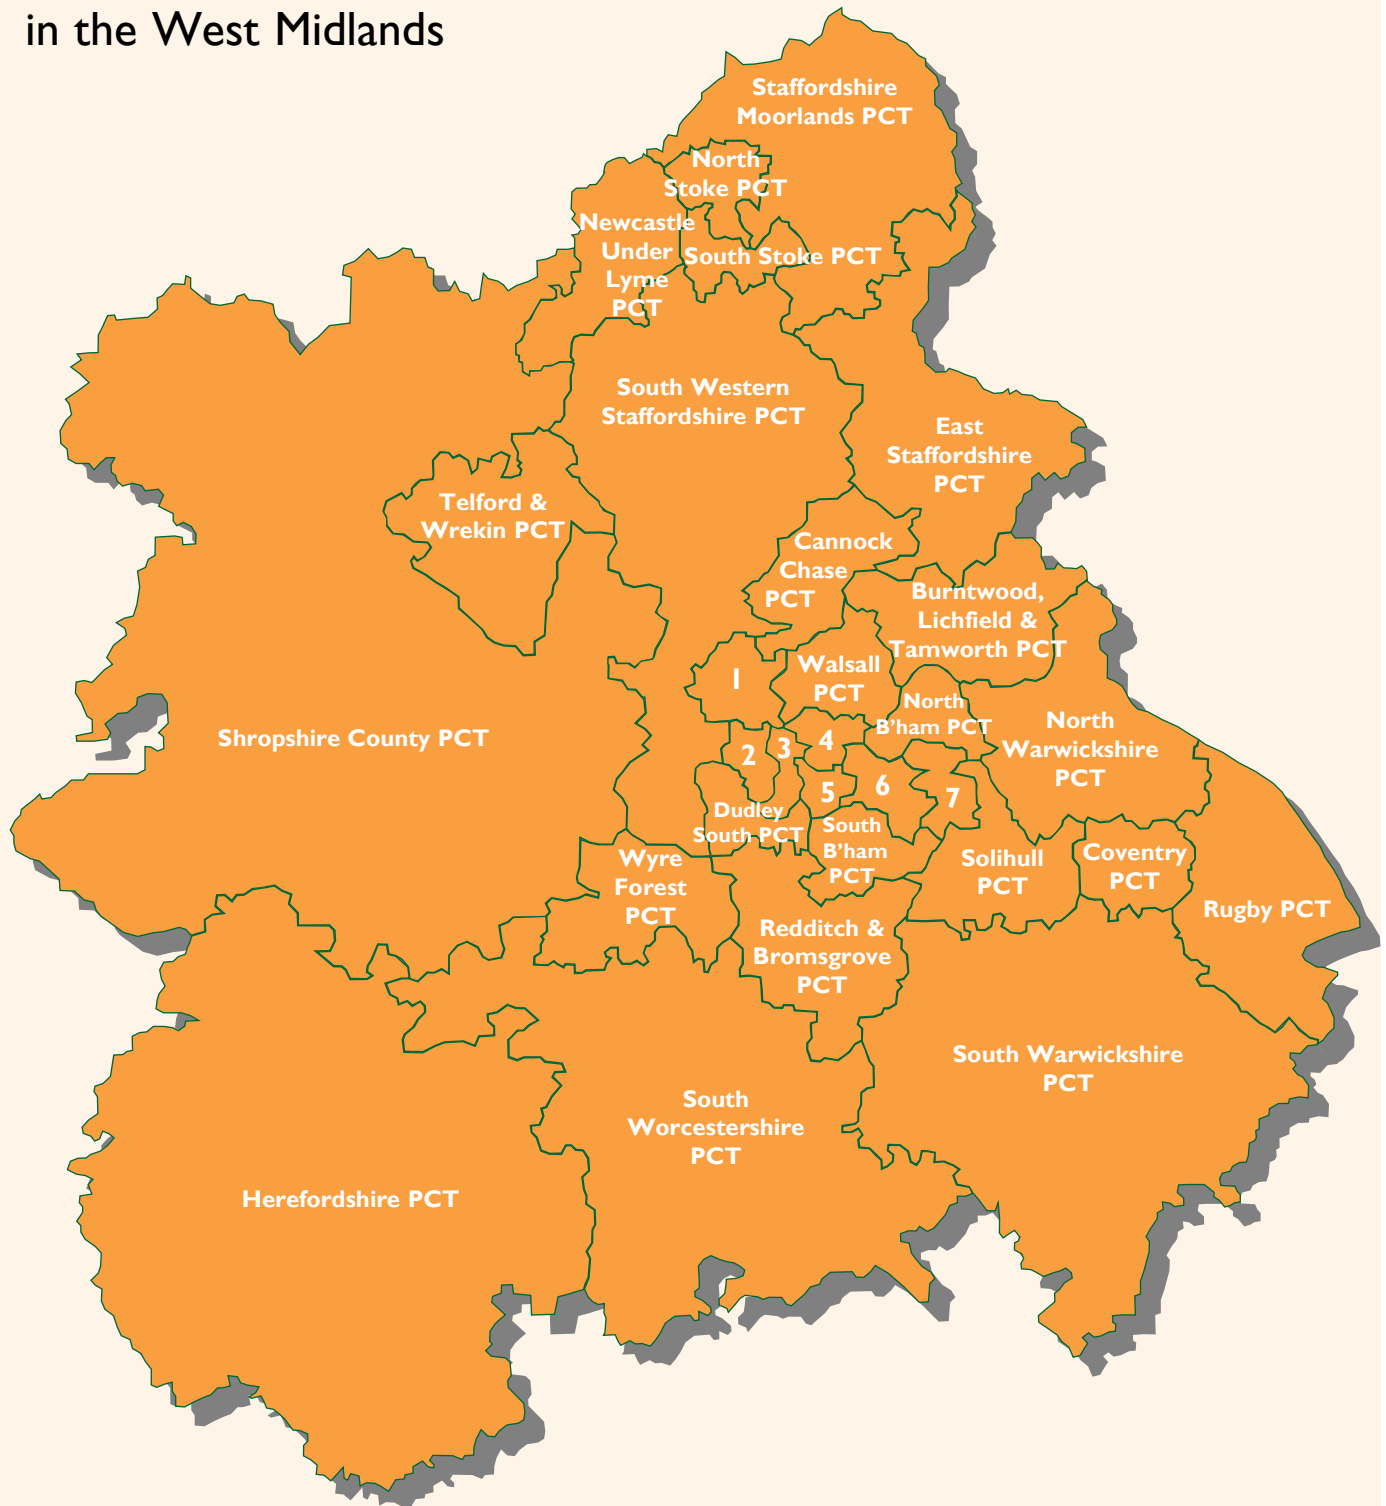 in the West Midlands
Staffordshire
Moorlands PCT
North
Stoke PCT
Newcastle
Under
Lyme
PCT
South Stoke PCT
South Western
Staffordshire PCT
East
Staffordshire
PCT
Telford &
Wrekin PCT
Cannock
Chase
PCT
Burntwood,
Lichfield &
Tamworth PCT
1
Walsall
PCT
North
B'ham PCT
North
Warwickshire
PCT
Shropshire County PCT
2
3
4
5
6
7
Dudley
South PCT
South
B'ham
PCT
Solihull
PCT
Coventry
PCT
Wyre
Forest
PCT
Rugby PCT
Redditch &
Bromsgrove
PCT
South Warwickshire
PCT
South
Worcestershire
PCT
Herefordshire PCT